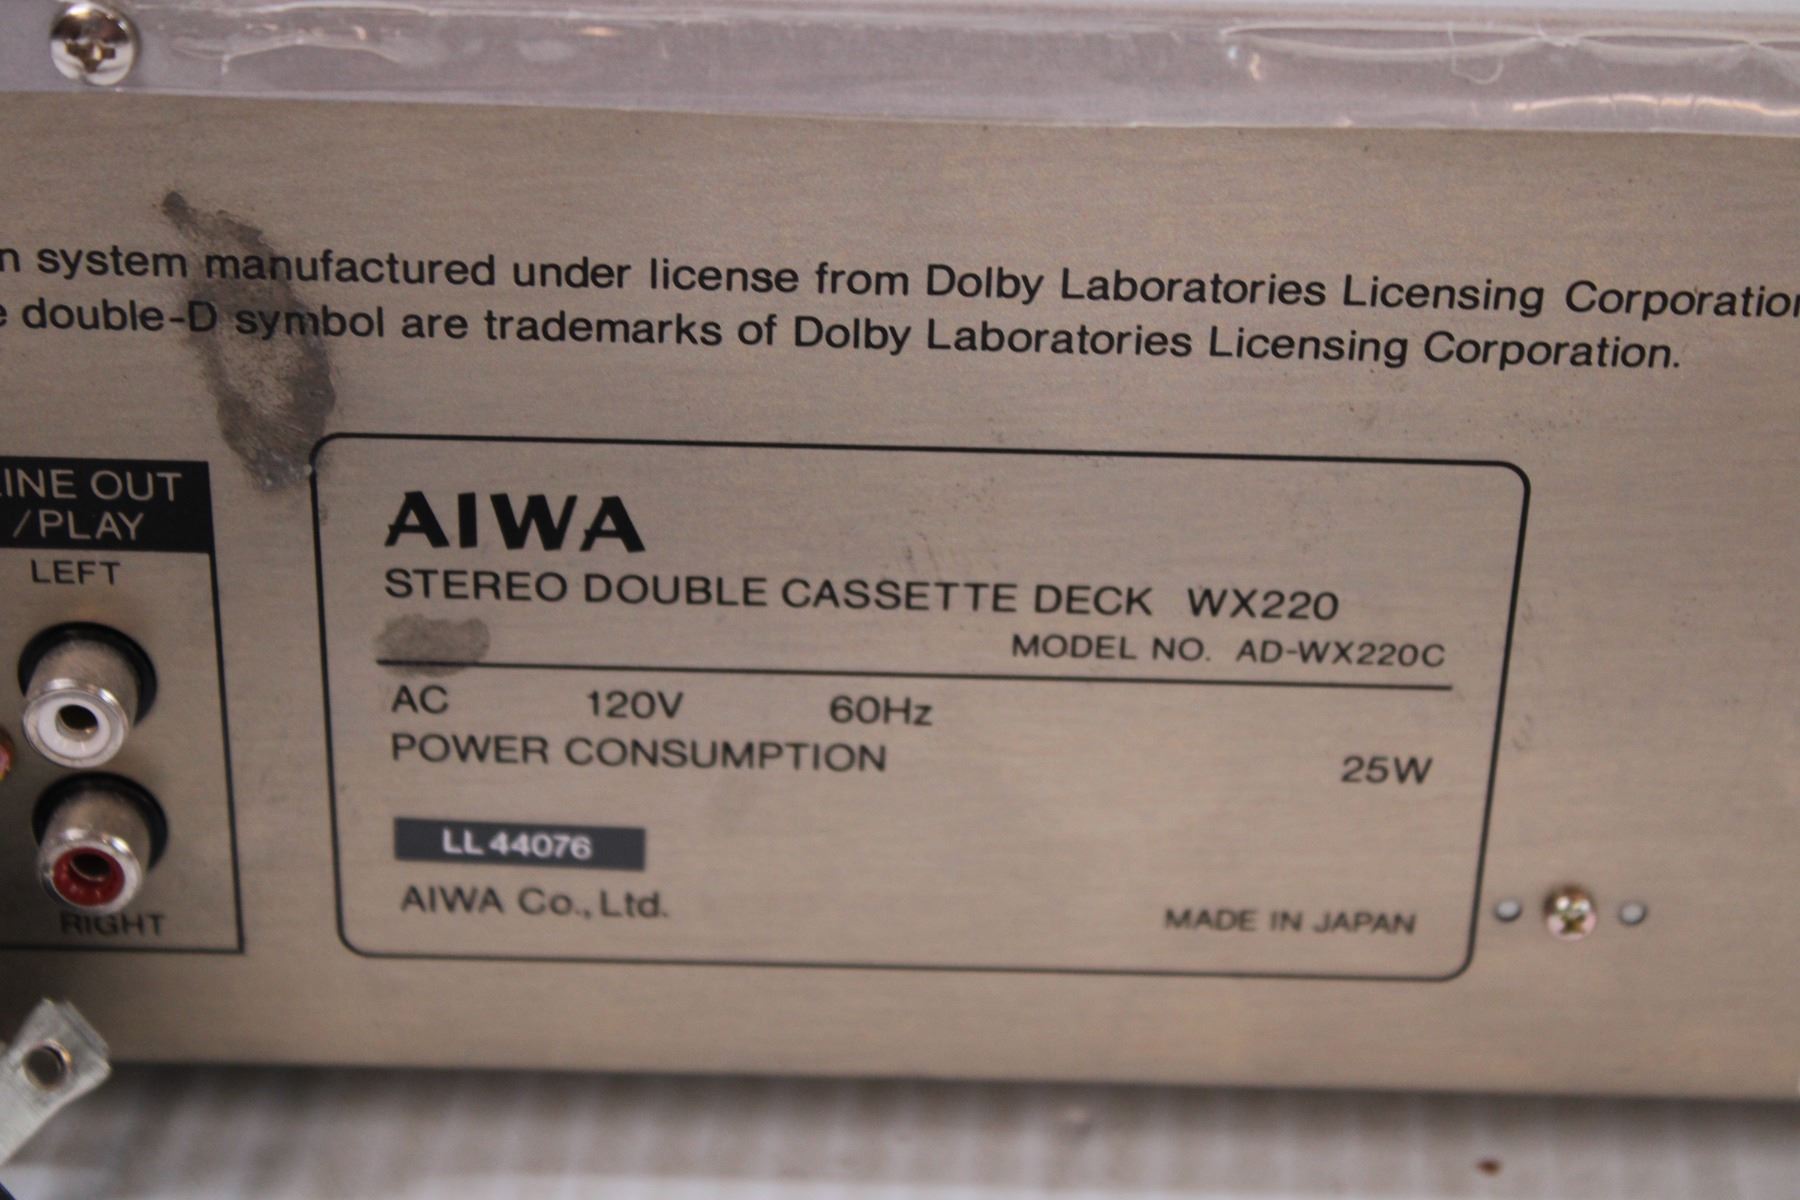 n system manufactured under license from Dolby Laboratories Licensing Corporation
double-D symbol are trademarks of Dolby Laboratories Licensing Corporation.
LINE OUT
/PLAY
LEFT
RIGHT
AIWA
STEREO DOUBLE CASSETTE DECK WX220
MODEL NO. AD-WX220C
AC 120V 60Hz
POWER CONSUMPTION 25W
LL 44076
AIWA Co., Ltd.
MADE IN JAPAN